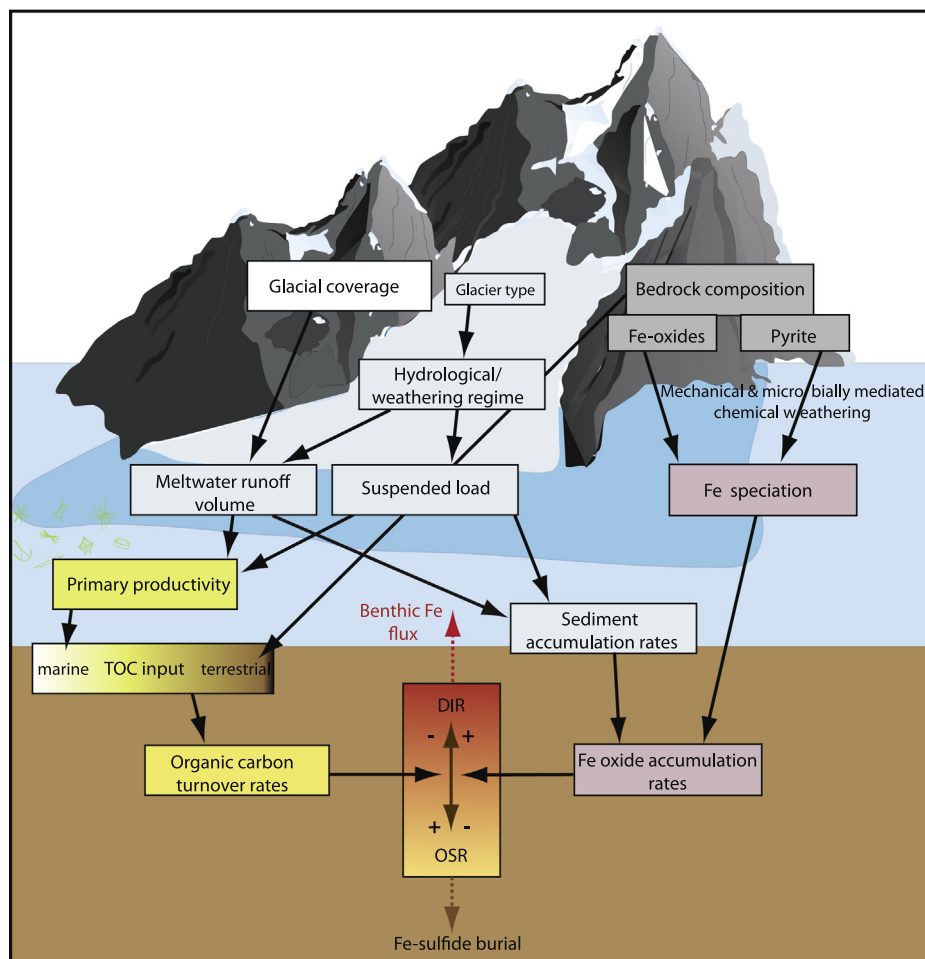 Glacial coverage
Glacier type
Bedrock composition
Fe-oxides
Pyrite
Hydrological/
weathering regime
Mechanical & micro bially mediated
chemical weathering
Meltwater runoff
volume
Suspended load
Fe speciation
Primary productivity
Benthic Fe
flux
Sediment
accumulation rates
marine TOC input terrestrial
DIR
- +
Organic carbon
turnover rates
Fe oxide accumulation
rates
+ -
OSR
Fe-sulfide burial